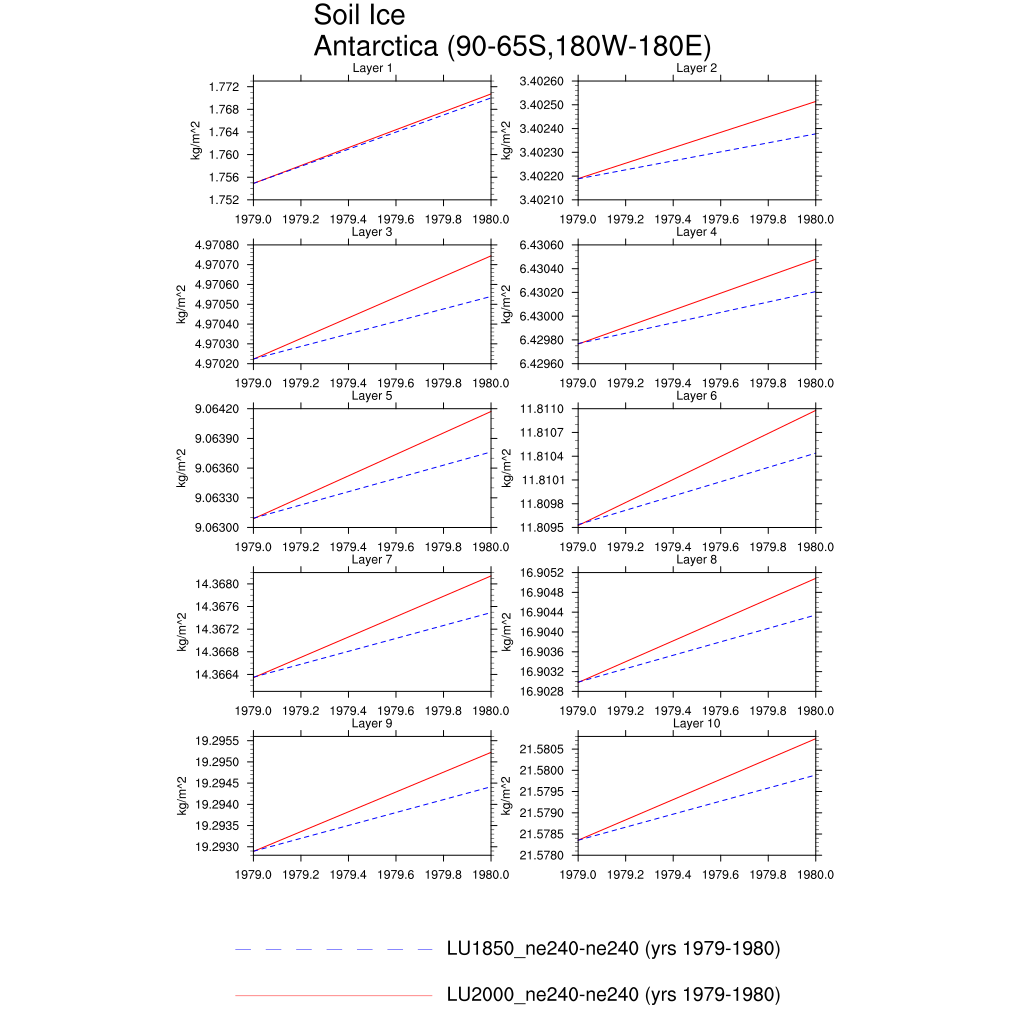 Soil Ice
Antarctica (90-65S,180W-180E)
Layer 1
kg/m^2
1.772
1.768
1.764
1.760
1.756
1.752
1979.0 1979.2 1979.4 1979.6 1979.8 1980.0
Layer 2
kg/m^2
3.40260
3.40250
3.40240
3.40230
3.40220
3.40210
1979.0 1979.2 1979.4 1979.6 1979.8 1980.0
Layer 3
kg/m^2
4.97080
4.97070
4.97060
4.97050
4.97040
4.97030
4.97020
1979.0 1979.2 1979.4 1979.6 1979.8 1980.0
Layer 4
kg/m^2
6.43060
6.43040
6.43020
6.43000
6.42980
6.42960
1979.0 1979.2 1979.4 1979.6 1979.8 1980.0
Layer 5
kg/m^2
9.06420
9.06390
9.06360
9.06330
9.06300
1979.0 1979.2 1979.4 1979.6 1979.8 1980.0
Layer 6
kg/m^2
11.8110
11.8107
11.8104
11.8101
11.8098
11.8095
1979.0 1979.2 1979.4 1979.6 1979.8 1980.0
Layer 7
kg/m^2
14.3680
14.3676
14.3672
14.3668
14.3664
1979.0 1979.2 1979.4 1979.6 1979.8 1980.0
Layer 8
kg/m^2
16.9052
16.9048
16.9044
16.9040
16.9036
16.9032
16.9028
1979.0 1979.2 1979.4 1979.6 1979.8 1980.0
Layer 9
kg/m^2
19.2955
19.2950
19.2945
19.2940
19.2935
19.2930
1979.0 1979.2 1979.4 1979.6 1979.8 1980.0
Layer 10
kg/m^2
21.5805
21.5800
21.5795
21.5790
21.5785
21.5780
1979.0 1979.2 1979.4 1979.6 1979.8 1980.0
LU1850_ne240-ne240 (yrs 1979-1980)
LU2000_ne240-ne240 (yrs 1979-1980)